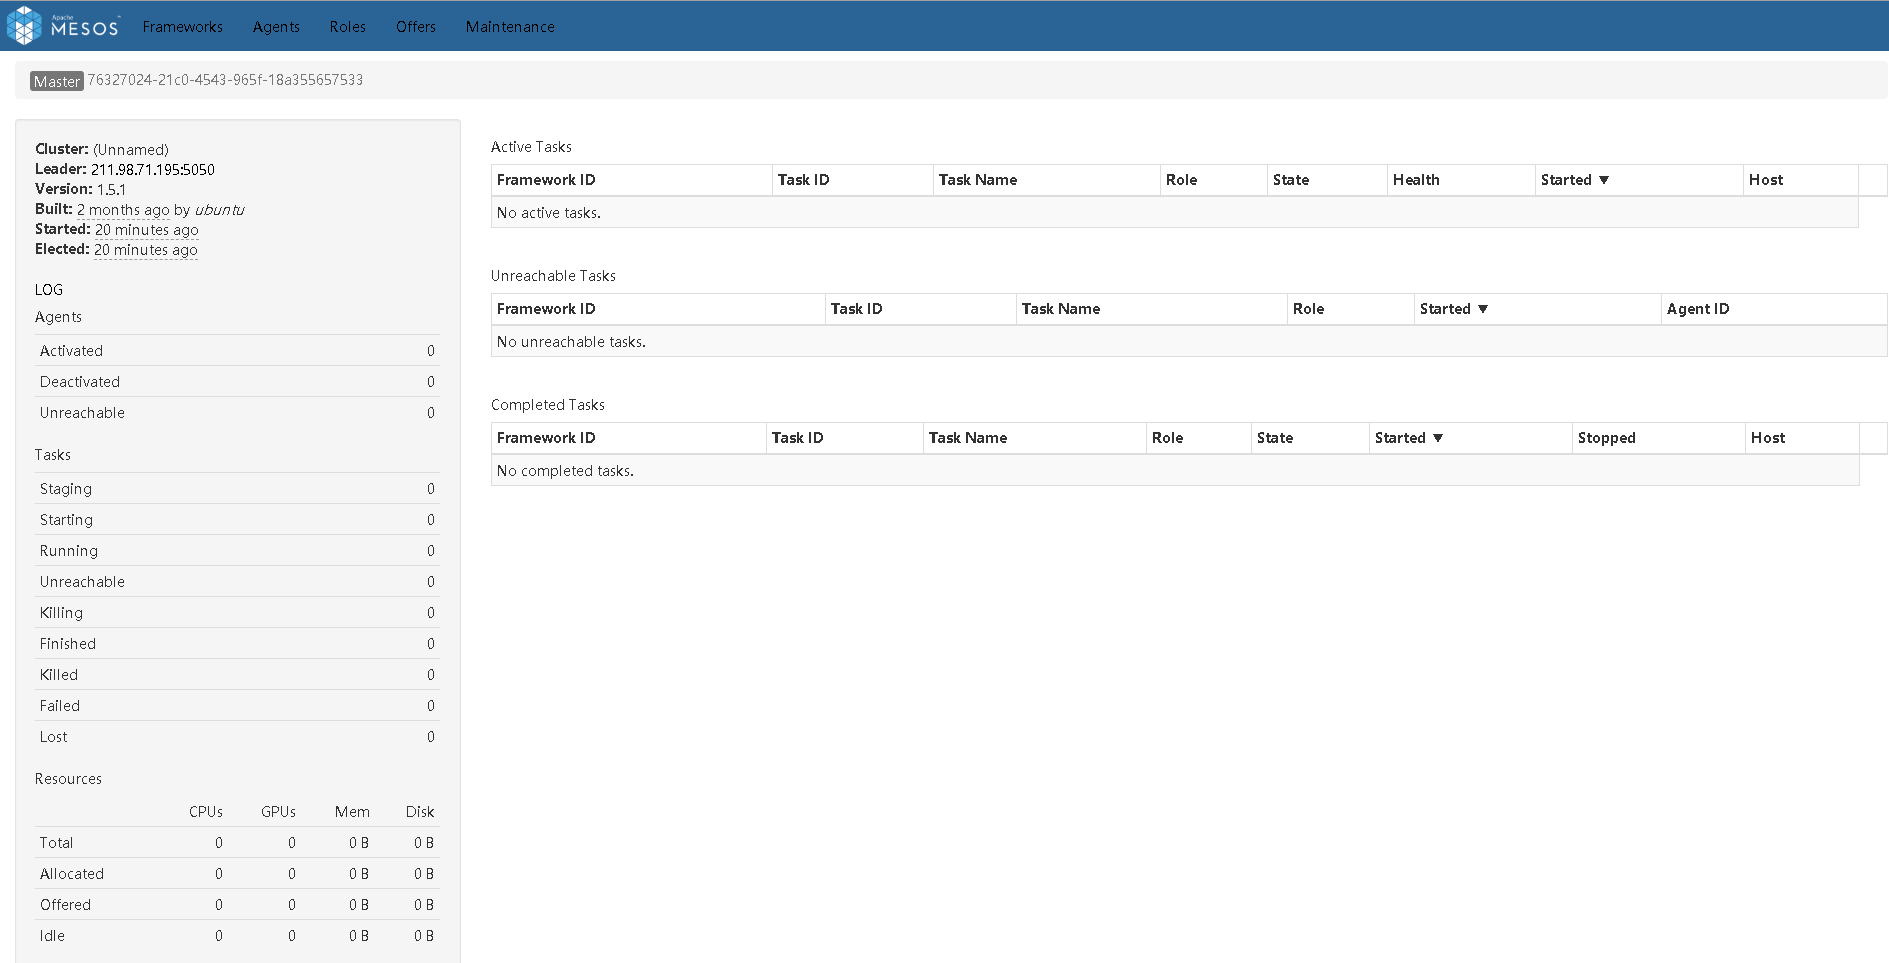 Apache MESOS™ Frameworks Agents Roles Offers Maintenance
Master 76327024-21c0-4543-965f-18a355657533
Cluster: (Unnamed)
Leader: 211.98.71.195:5050
Version: 1.5.1
Built: 2 months ago by ubuntu
Started: 20 minutes ago
Elected: 20 minutes ago
LOG
Agents
Activated 0
Deactivated 0
Unreachable 0
Tasks
Staging 0
Starting 0
Running 0
Unreachable 0
Killing 0
Finished 0
Killed 0
Failed 0
Lost 0
Resources
CPUs GPUs Mem Disk
Total 0 0 0 B 0 B
Allocated 0 0 0 B 0 B
Offered 0 0 0 B 0 B
Idle 0 0 0 B 0 B
Active Tasks
Framework ID Task ID Task Name Role State Health Started ▼ Host
No active tasks.
Unreachable Tasks
Framework ID Task ID Task Name Role Started ▼ Agent ID
No unreachable tasks.
Completed Tasks
Framework ID Task ID Task Name Role State Started ▼ Stopped Host
No completed tasks.